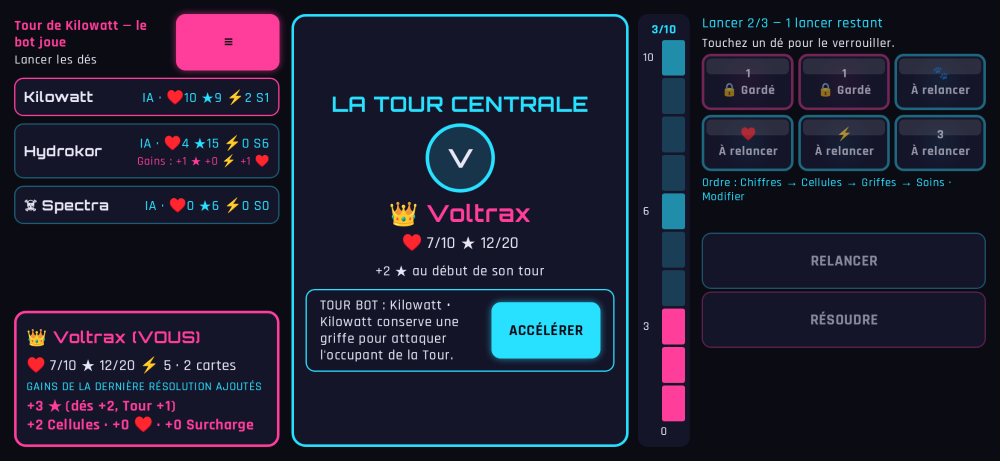 Tour de Kilowatt — le
bot joue
Lancer les dés
≡
Kilowatt
IA · ❤️10 ★9 ⚡2 S1
Hydrokor
IA · ❤️4 ★15 ⚡0 S6
Gains : +1 ★ +0 ⚡ +1 ❤️
☠ Spectra
IA · ❤️0 ★6 ⚡0 S0
👑 Voltrax (VOUS)
❤️ 7/10 ★ 12/20 ⚡ 5 · 2 cartes
GAINS DE LA DERNIÈRE RÉSOLUTION AJOUTÉS
+3 ★ (dés +2, Tour +1)
+2 Cellules · +0 ❤️ · +0 Surcharge
LA TOUR CENTRALE
V
👑 Voltrax
❤️ 7/10 ★ 12/20
+2 ★ au début de son tour
TOUR BOT : Kilowatt •
Kilowatt conserve une
griffe pour attaquer
l'occupant de la Tour.
ACCÉLÉRER
3/10
10
6
3
0
Lancer 2/3 — 1 lancer restant
Touchez un dé pour le verrouiller.
1
🔒 Gardé
1
🔒 Gardé
🐾
À relancer
❤️
À relancer
⚡
À relancer
3
À relancer
Ordre : Chiffres → Cellules → Griffes → Soins ·
Modifier
RELANCER
RÉSOUDRE